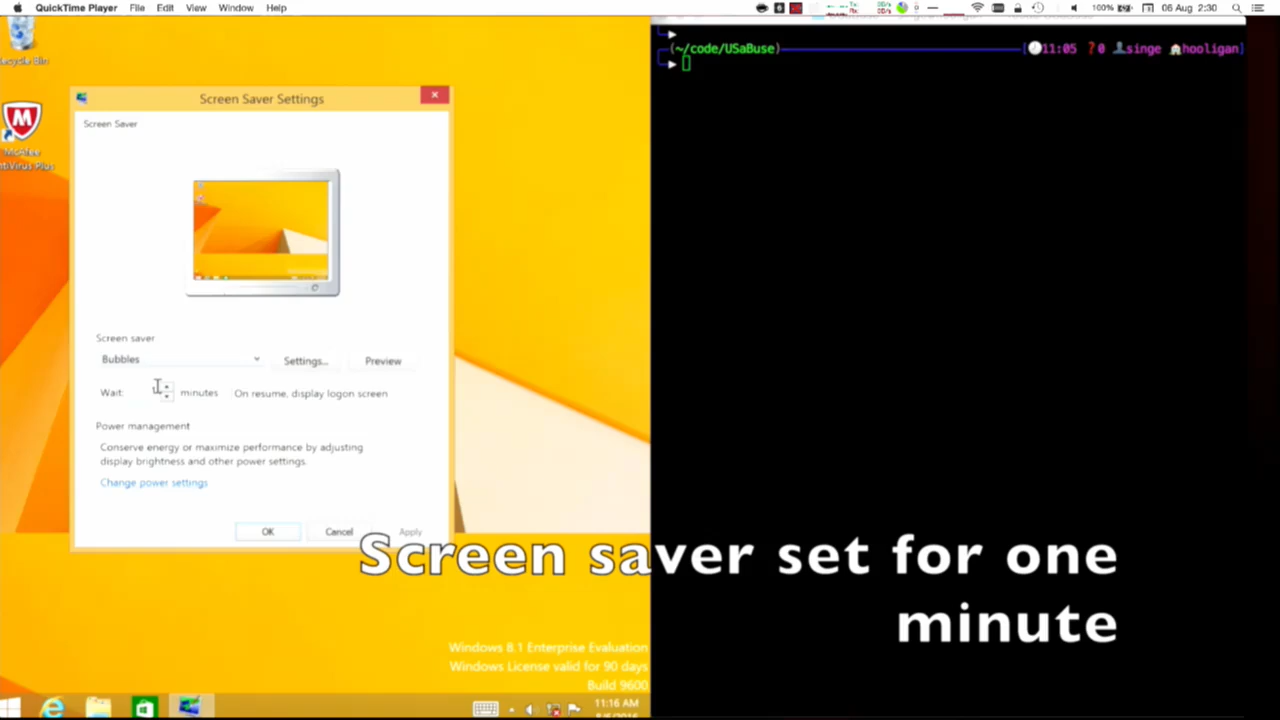 QuickTime Player File Edit View Window Help
100% 06 Aug 2:30
ecycle Bin
McAfee
ntiVirus Plus
Screen Saver Settings
Screen Saver
Screen saver
Bubbles
Settings...
Preview
Wait:
minutes
On resume, display logon screen
Power management
Conserve energy or maximize performance by adjusting
display brightness and other power settings.
Change power settings
OK
Cancel
Apply
(~/code/USaBuse)
[11:05 ?0 singe hooligan]
Screen saver set for one
minute
Windows 8.1 Enterprise Evaluation
Windows License valid for 90 days
Build 9600
11:16 AM